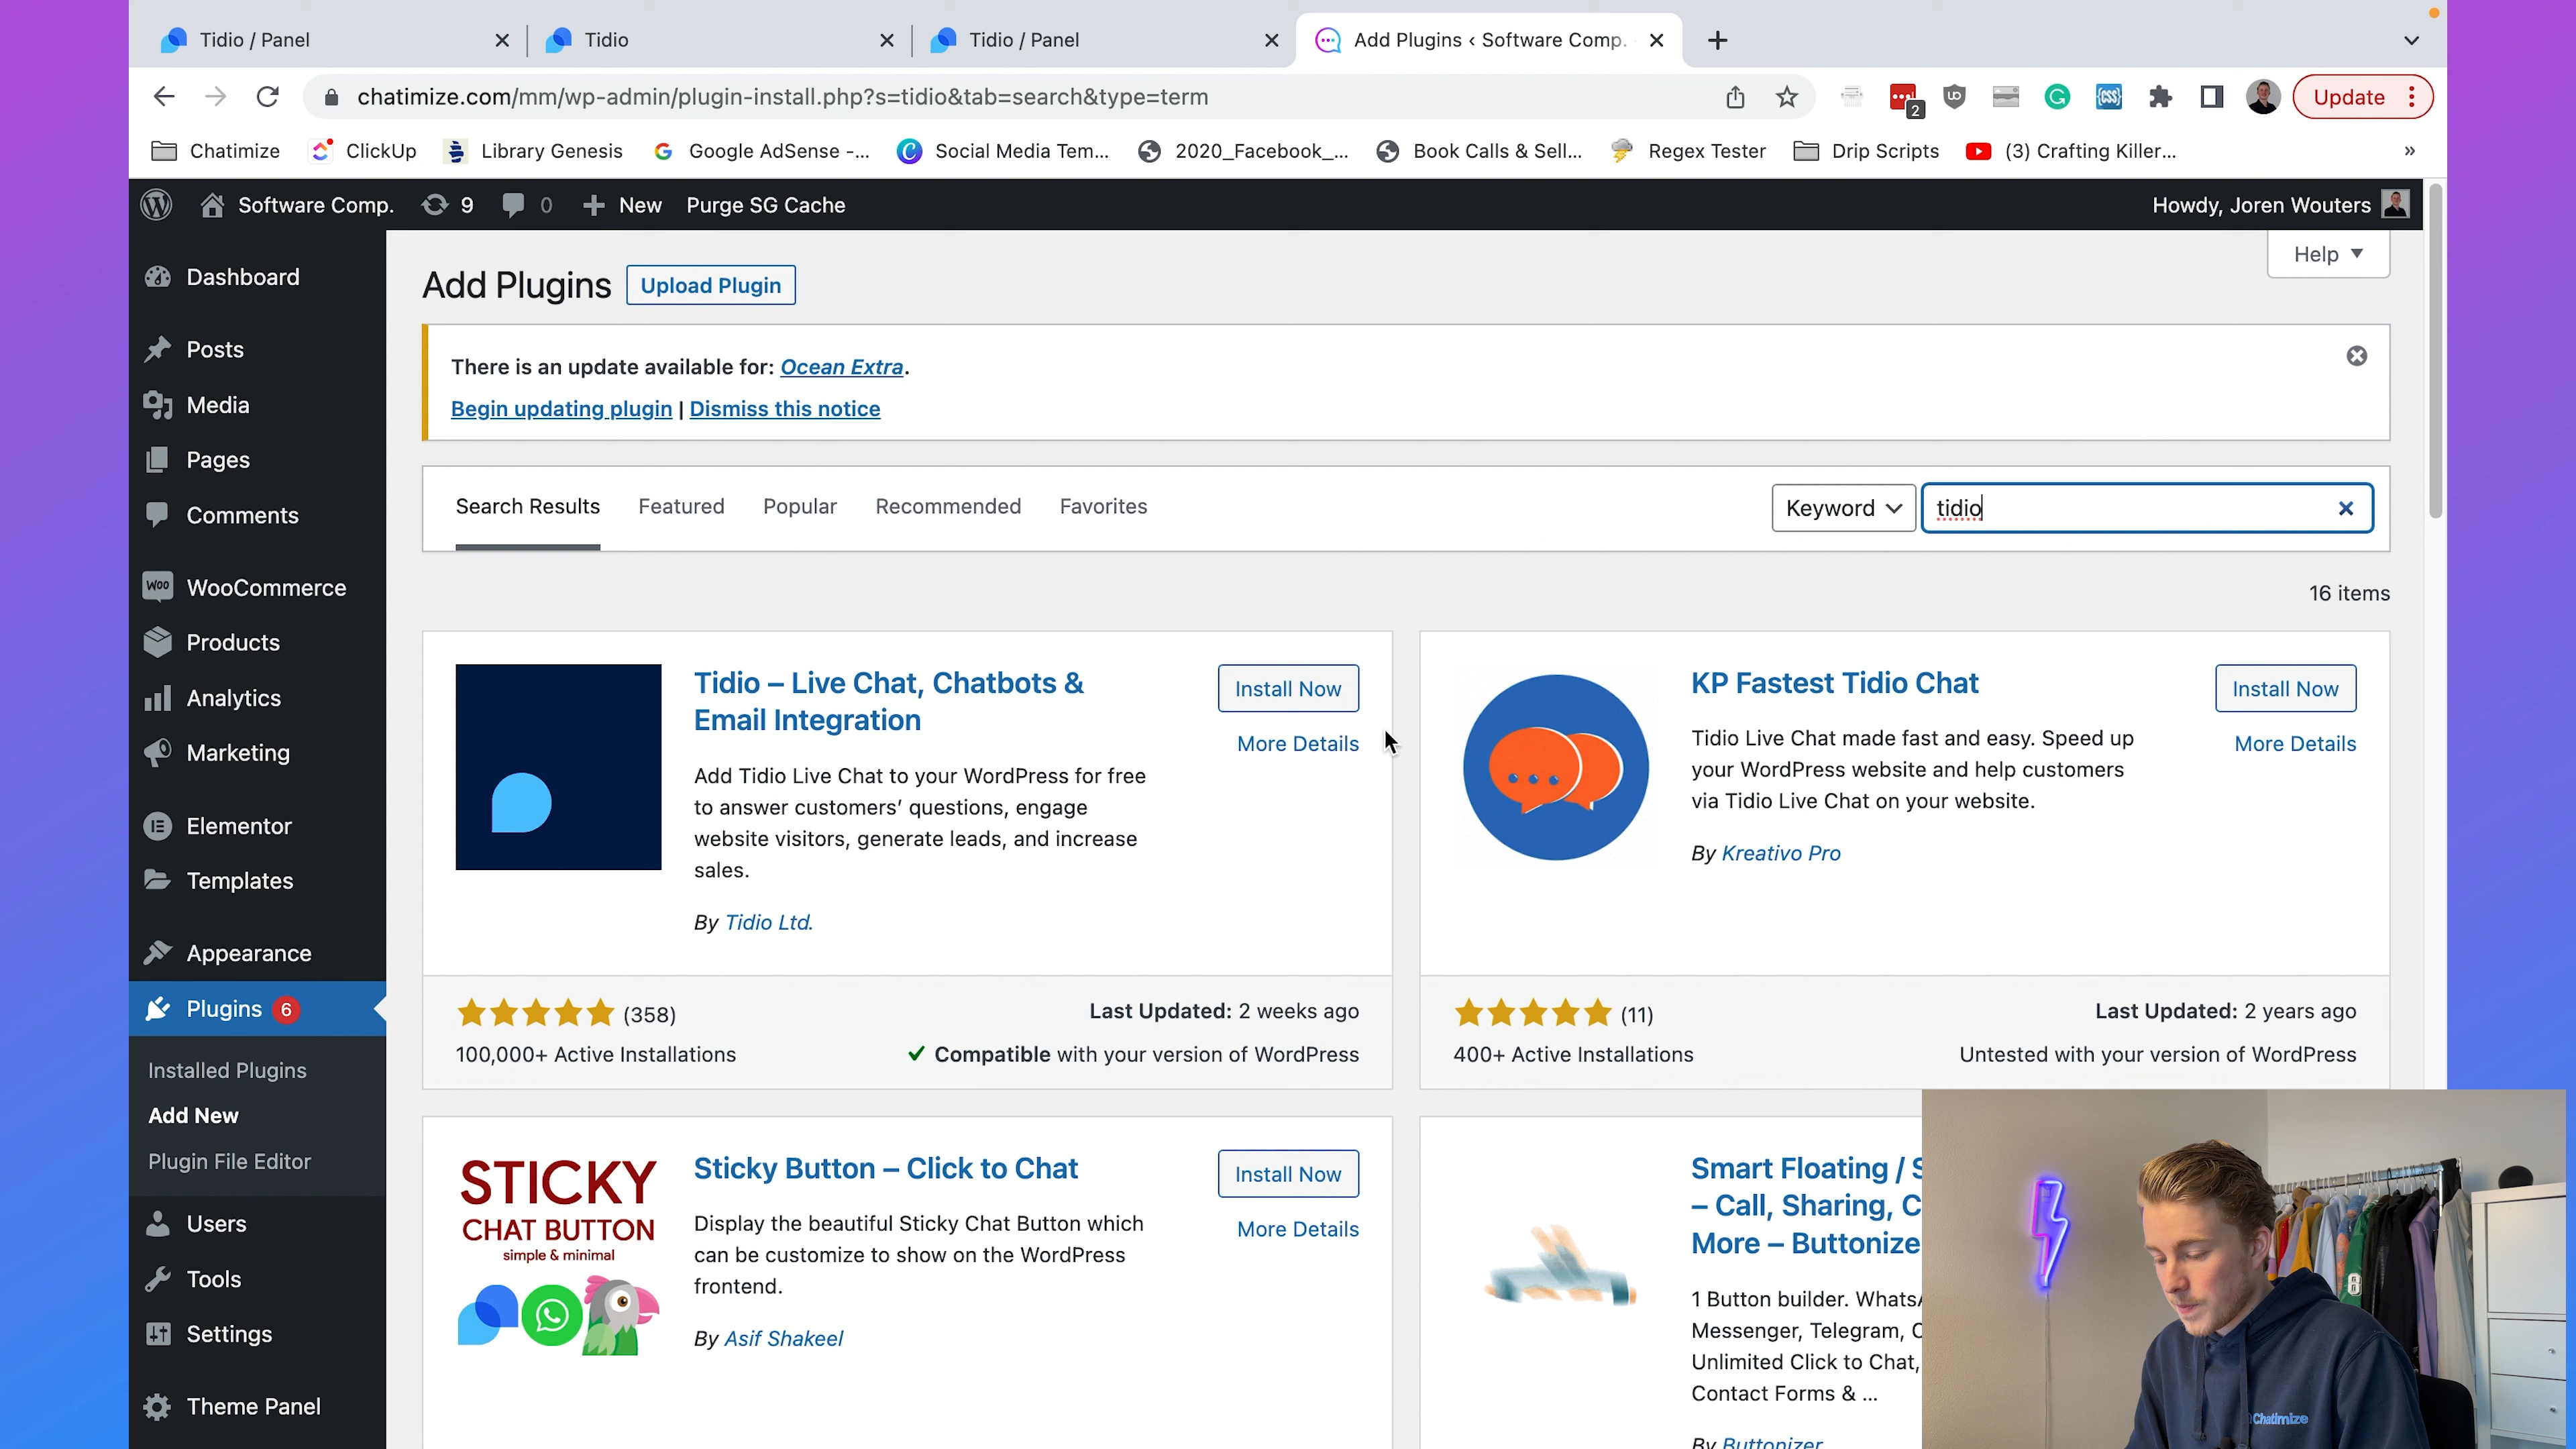 Tidio / Panel
Tidio
Tidio / Panel
Add Plugins ‹ Software Comp.
chatimize.com/mm/wp-admin/plugin-install.php?s=tidio&tab=search&type=term
2
Update
Chatimize
ClickUp
Library Genesis
Google AdSense -...
Social Media Tem...
2020_Facebook_...
Book Calls & Sell...
Regex Tester
Drip Scripts
(3) Crafting Killer...
»
Software Comp.
9
0
New
Purge SG Cache
Howdy, Joren Wouters
Dashboard
Posts
Media
Pages
Comments
WooCommerce
Products
Analytics
Marketing
Elementor
Templates
Appearance
Plugins 6
Installed Plugins
Add New
Plugin File Editor
Users
Tools
Settings
Theme Panel
Help
Add Plugins
Upload Plugin
There is an update available for: Ocean Extra.
Begin updating plugin | Dismiss this notice
Search Results
Featured
Popular
Recommended
Favorites
Keyword
tidio
16 items
Tidio – Live Chat, Chatbots &
Email Integration
Install Now
More Details
Add Tidio Live Chat to your WordPress for free
to answer customers’ questions, engage
website visitors, generate leads, and increase
sales.
By Tidio Ltd.
(358)
100,000+ Active Installations
Last Updated: 2 weeks ago
Compatible with your version of WordPress
KP Fastest Tidio Chat
Install Now
More Details
Tidio Live Chat made fast and easy. Speed up
your WordPress website and help customers
via Tidio Live Chat on your website.
By Kreativo Pro
(11)
400+ Active Installations
Last Updated: 2 years ago
Untested with your version of WordPress
STICKY
CHAT BUTTON
simple & minimal
Sticky Button – Click to Chat
Install Now
More Details
Display the beautiful Sticky Chat Button which
can be customize to show on the WordPress
frontend.
By Asif Shakeel
Smart Floating / S
– Call, Sharing, C
More – Buttonize
1 Button builder. WhatsA
Messenger, Telegram, C
Unlimited Click to Chat,
Contact Forms & ...
By Buttonizer
Chatimize